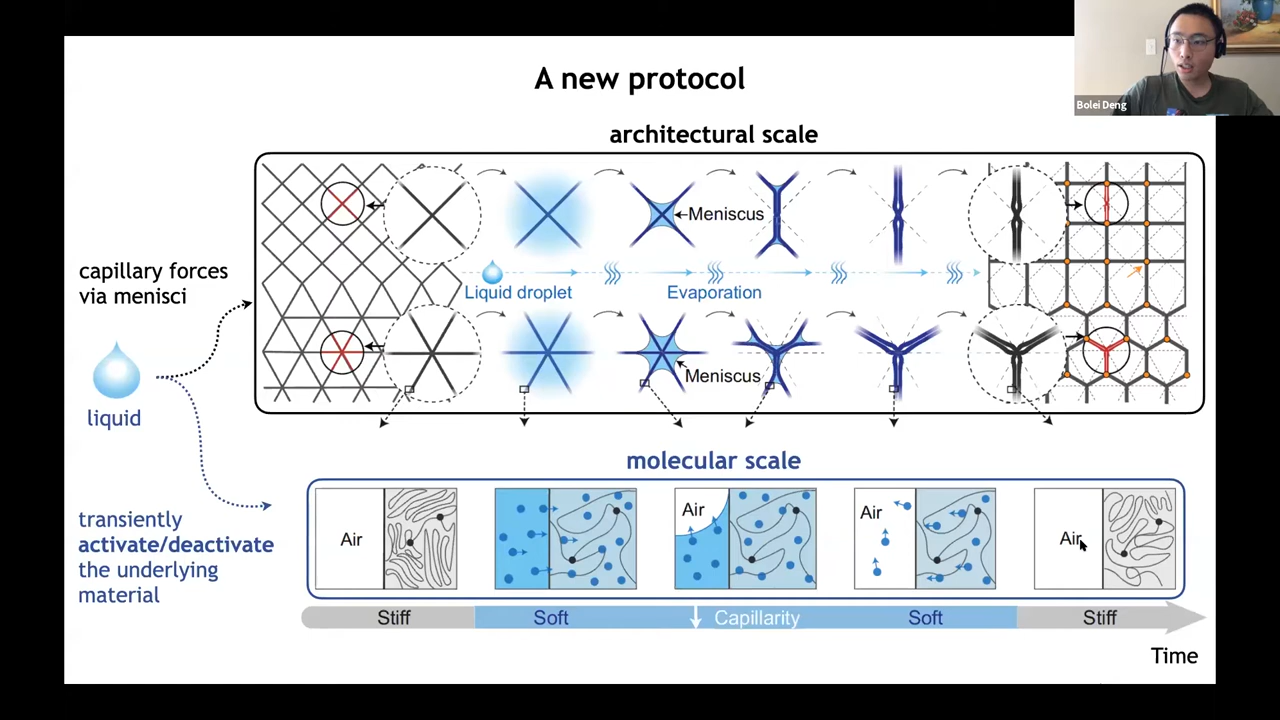 A new protocol
Bolei Deng
architectural scale
Meniscus
capillary forces
via menisci
Liquid droplet
Evaporation
Meniscus
liquid
molecular scale
transiently
activate/deactivate
the underlying
material
Air
Air
Air
Air
Stiff
Soft
Capillarity
Soft
Stiff
Time